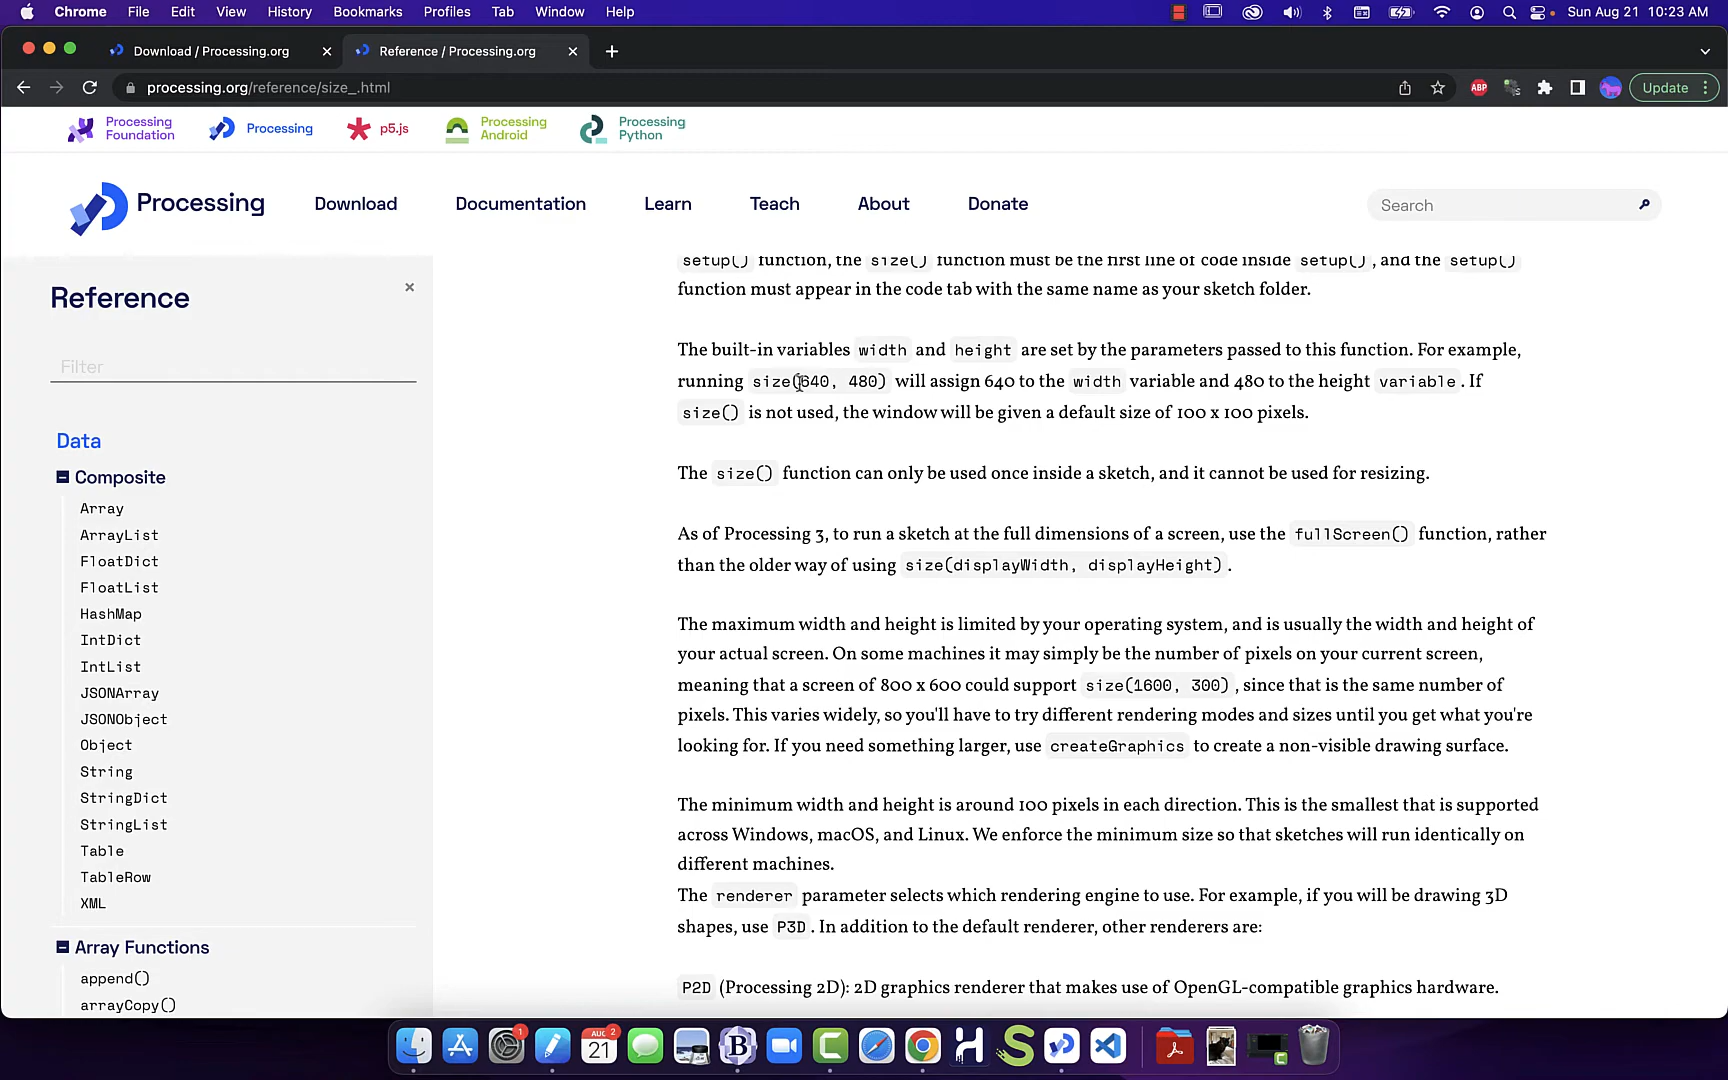 Chrome File Edit View History Bookmarks Profiles Tab Window Help Sun Aug 21 10:23 AM
Download / Processing.org Reference / Processing.org
processing.org/reference/size_.html ABP Update
Processing Foundation Processing p5.js Processing Android Processing Python
Processing Download Documentation Learn Teach About Donate Search
Reference
Filter
Data
Composite
Array
ArrayList
FloatDict
FloatList
HashMap
IntDict
IntList
JSONArray
JSONObject
Object
String
StringDict
StringList
Table
TableRow
XML
Array Functions
append()
arrayCopy()
setup() function, the size() function must be the first line of code inside setup(), and the setup()
function must appear in the code tab with the same name as your sketch folder.
The built-in variables width and height are set by the parameters passed to this function. For example,
running size(640, 480) will assign 640 to the width variable and 480 to the height variable. If
size() is not used, the window will be given a default size of 100 x 100 pixels.
The size() function can only be used once inside a sketch, and it cannot be used for resizing.
As of Processing 3, to run a sketch at the full dimensions of a screen, use the fullScreen() function, rather
than the older way of using size(displayWidth, displayHeight).
The maximum width and height is limited by your operating system, and is usually the width and height of
your actual screen. On some machines it may simply be the number of pixels on your current screen,
meaning that a screen of 800 x 600 could support size(1600, 300), since that is the same number of
pixels. This varies widely, so you'll have to try different rendering modes and sizes until you get what you're
looking for. If you need something larger, use createGraphics to create a non-visible drawing surface.
The minimum width and height is around 100 pixels in each direction. This is the smallest that is supported
across Windows, macOS, and Linux. We enforce the minimum size so that sketches will run identically on
different machines.
The renderer parameter selects which rendering engine to use. For example, if you will be drawing 3D
shapes, use P3D. In addition to the default renderer, other renderers are:
P2D (Processing 2D): 2D graphics renderer that makes use of OpenGL-compatible graphics hardware.
1 AUG 21 2 B C H S